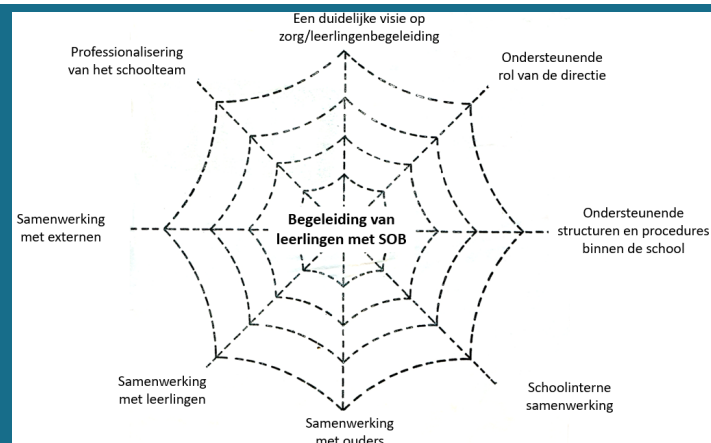 Een duidelijke visie op
zorg/leerlingenbegeleiding
Ondersteunende
rol van de directie
Ondersteunende
structuren en procedures
binnen de school
Schoolinterne
samenwerking
Samenwerking
met ouders
Samenwerking
met leerlingen
Samenwerking
met externen
Professionalisering
van het schoolteam
Begeleiding van
leerlingen met SOB